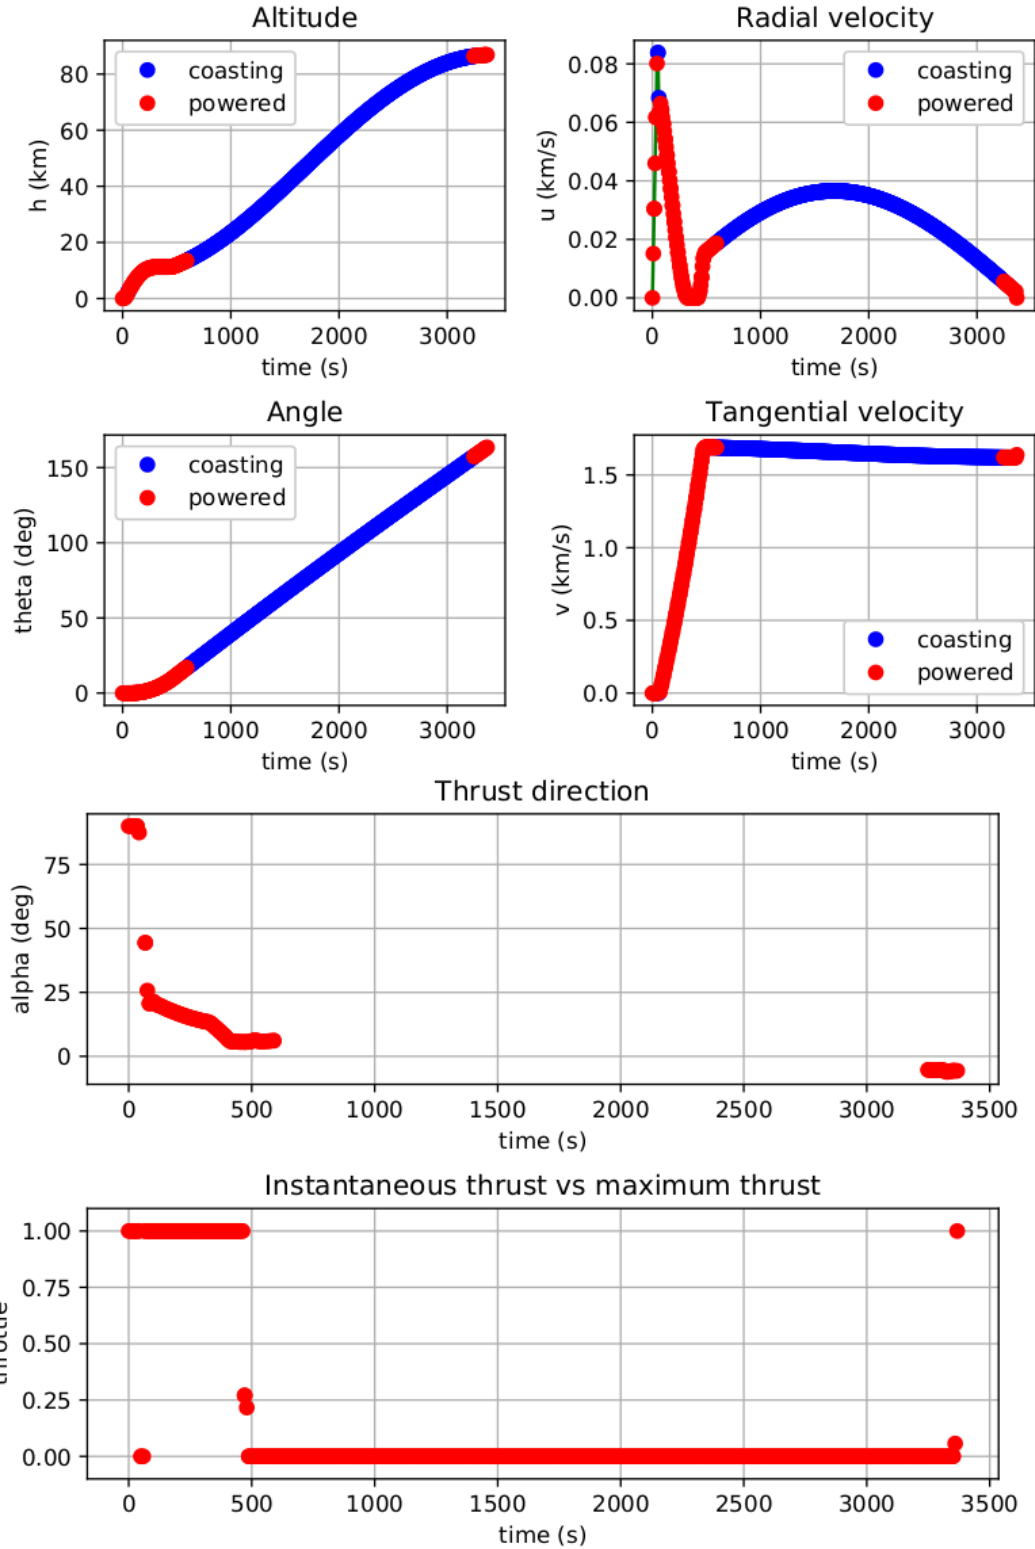 Altitude
Radial velocity
h (km)
80
60
40
20
0
coasting
powered
0 1000 2000 3000
time (s)
u (km/s)
0.08
0.06
0.04
0.02
0.00
coasting
powered
0 1000 2000 3000
time (s)
Angle
Tangential velocity
theta (deg)
150
100
50
0
coasting
powered
0 1000 2000 3000
time (s)
v (km/s)
1.5
1.0
0.5
0.0
coasting
powered
0 1000 2000 3000
time (s)
Thrust direction
alpha (deg)
75
50
25
0
0 500 1000 1500 2000 2500 3000 3500
time (s)
Instantaneous thrust vs maximum thrust
1.00
0.75
0.50
0.25
0.00
0 500 1000 1500 2000 2500 3000 3500
time (s)